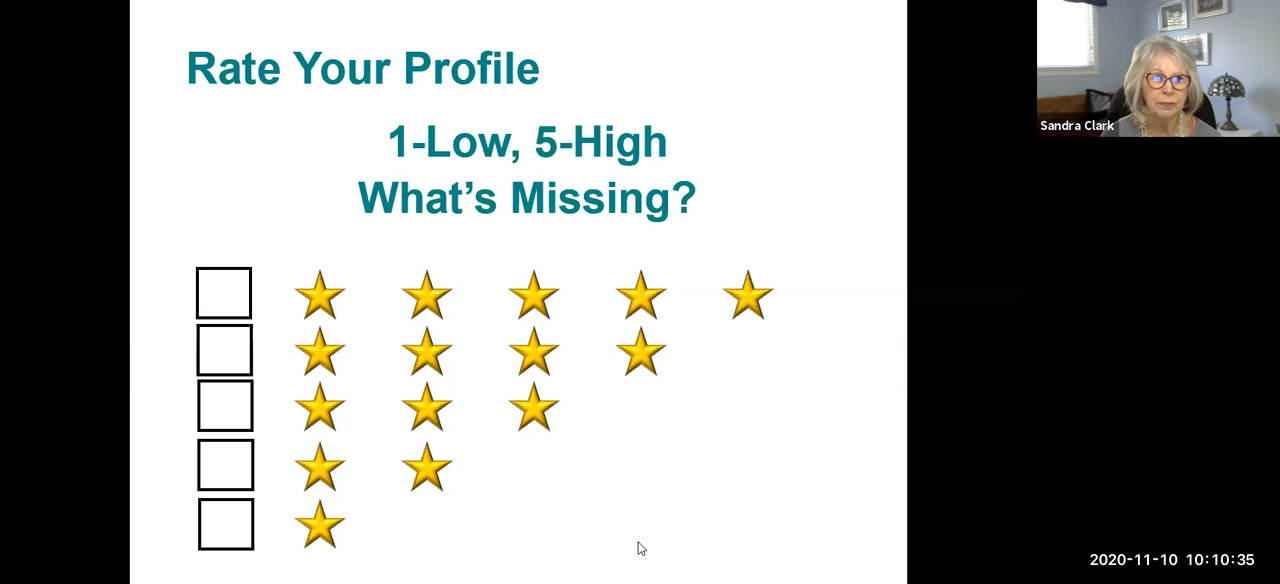 Rate Your Profile
1-Low, 5-High
What's Missing?
Sandra Clark
2020-11-10 10:10:35